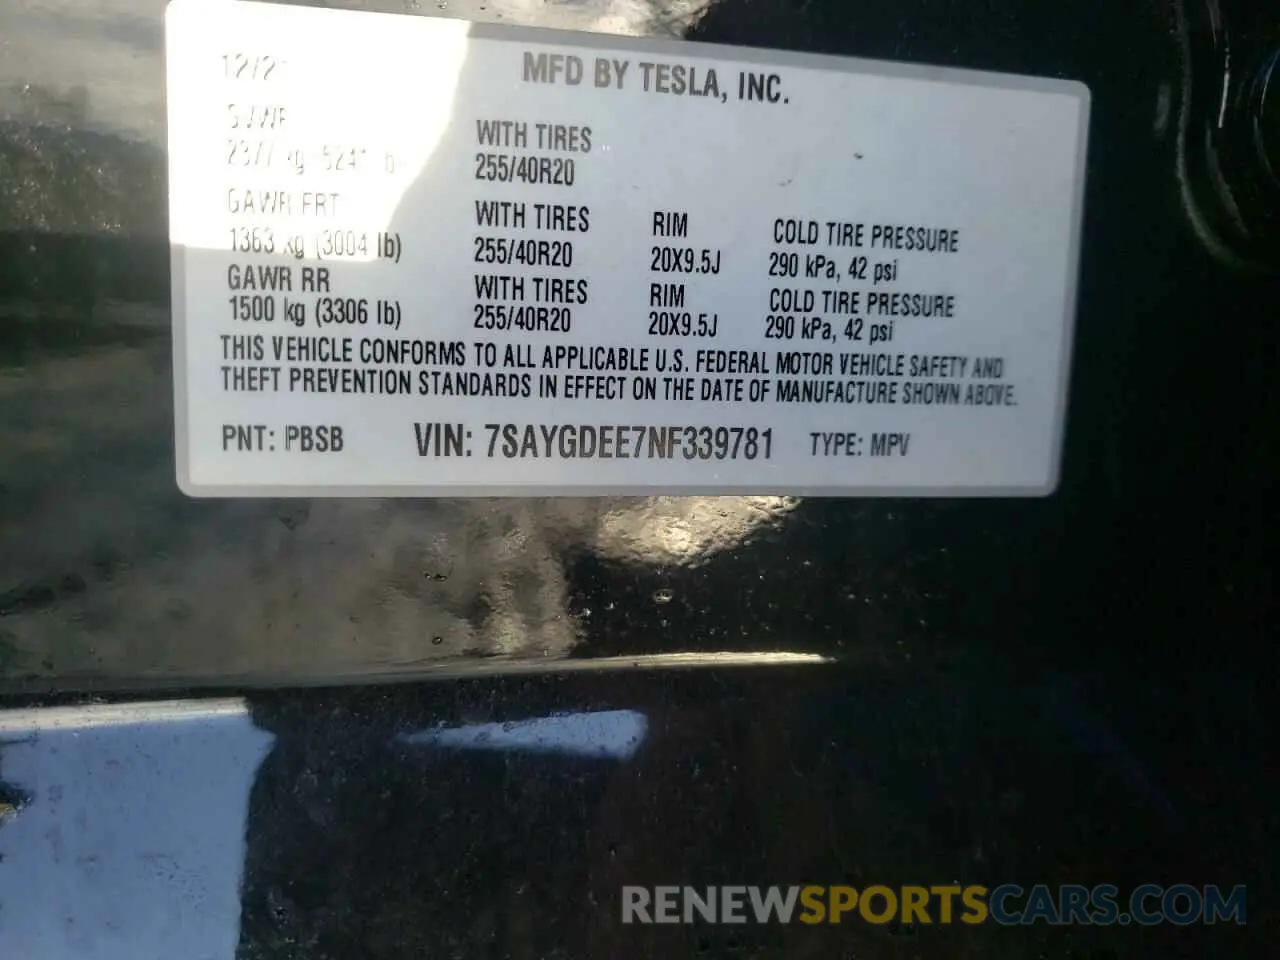 MFD BY TESLA, INC.
WITH TIRES
255/40R20
GAWR FRT WITH TIRES RIM COLD TIRE PRESSURE
1363 kg (3004 lb) 255/40R20 20X9.5J 290 kPa, 42 psi
GAWR RR WITH TIRES RIM COLD TIRE PRESSURE
1500 kg (3306 lb) 255/40R20 20X9.5J 290 kPa, 42 psi
THIS VEHICLE CONFORMS TO ALL APPLICABLE U.S. FEDERAL MOTOR VEHICLE SAFETY AND
THEFT PREVENTION STANDARDS IN EFFECT ON THE DATE OF MANUFACTURE SHOWN ABOVE.
PNT: PBSB VIN: 7SAYGDEE7NF339781 TYPE: MPV
RENEWSPORTSCARS.COM